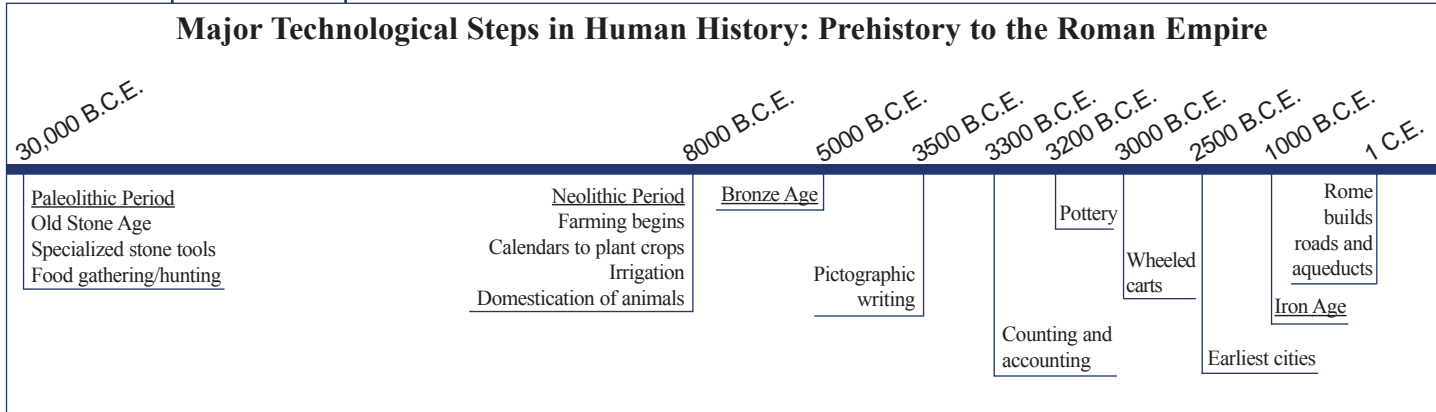 Major Technological Steps in Human History: Prehistory to the Roman Empire
30,000 B.C.E.
8000 B.C.E.
5000 B.C.E.
3500 B.C.E.
3300 B.C.E.
3200 B.C.E.
3000 B.C.E.
2500 B.C.E.
1000 B.C.E.
1 C.E.
Paleolithic Period
Old Stone Age
Specialized stone tools
Food gathering/hunting
Neolithic Period
Farming begins
Calendars to plant crops
Irrigation
Domestication of animals
Bronze Age
Pictographic
writing
Counting and
accounting
Pottery
Wheeled
carts
Earliest cities
Iron Age
Rome
builds
roads and
aqueducts